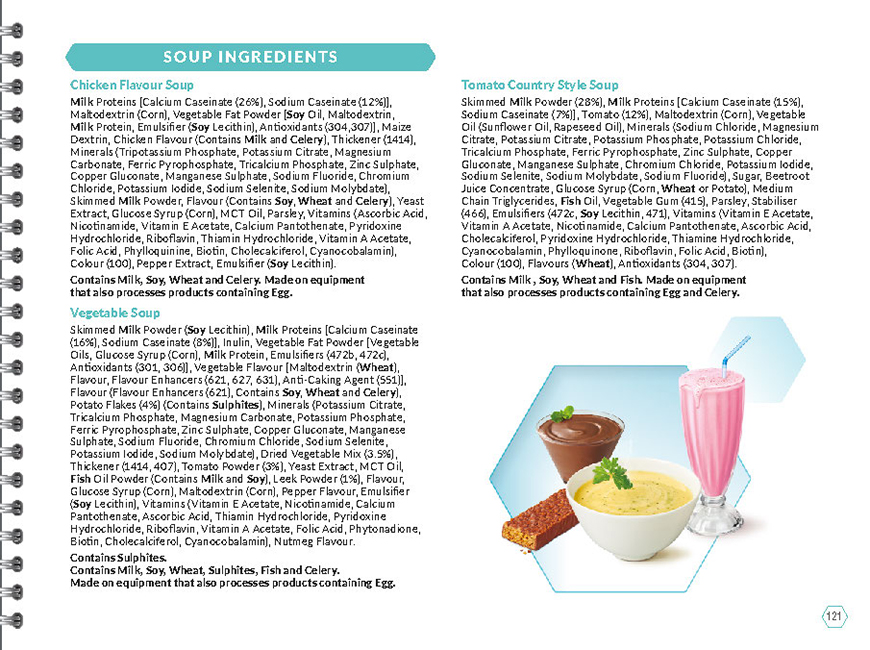 SOUP INGREDIENTS
Chicken Flavour Soup
Milk Proteins [Calcium Caseinate (26%), Sodium Caseinate (12%)],
Maltodextrin (Corn), Vegetable Fat Powder [Soy Oil, Maltodextrin,
Milk Protein, Emulsifier (Soy Lecithin), Antioxidants (304,307)], Maize
Dextrin, Chicken Flavour (Contains Milk and Celery), Thickener (1414),
Minerals (Tripotassium Phosphate, Potassium Citrate, Magnesium
Carbonate, Ferric Pyrophosphate, Tricalcium Phosphate, Zinc Sulphate,
Copper Gluconate, Manganese Sulphate, Sodium Fluoride, Chromium
Chloride, Potassium Iodide, Sodium Selenite, Sodium Molybdate),
Skimmed Milk Powder, Flavour (Contains Soy, Wheat and Celery), Yeast
Extract, Glucose Syrup (Corn), MCT Oil, Parsley, Vitamins (Ascorbic Acid,
Nicotinamide, Vitamin E Acetate, Calcium Pantothenate, Pyridoxine
Hydrochloride, Riboflavin, Thiamin Hydrochloride, Vitamin A Acetate,
Folic Acid, Phylloquinine, Biotin, Cholecalciferol, Cyanocobalamin),
Colour (100), Pepper Extract, Emulsifier (Soy Lecithin).
Contains Milk, Soy, Wheat and Celery. Made on equipment
that also processes products containing Egg.
Vegetable Soup
Skimmed Milk Powder (Soy Lecithin), Milk Proteins [Calcium Caseinate
(16%), Sodium Caseinate (8%)], Inulin, Vegetable Fat Powder [Vegetable
Oils, Glucose Syrup (Corn), Milk Protein, Emulsifiers (472b, 472c),
Antioxidants (301, 306)], Vegetable Flavour [Maltodextrin (Wheat),
Flavour, Flavour Enhancers (621, 627, 631), Anti-Caking Agent (551)],
Flavour (Flavour Enhancers (621), Contains Soy, Wheat and Celery),
Potato Flakes (4%) (Contains Sulphites), Minerals (Potassium Citrate,
Tricalcium Phosphate, Magnesium Carbonate, Potassium Phosphate,
Ferric Pyrophosphate, Zinc Sulphate, Copper Gluconate, Manganese
Sulphate, Sodium Fluoride, Chromium Chloride, Sodium Selenite,
Potassium Iodide, Sodium Molybdate), Dried Vegetable Mix (3.5%),
Thickener (1414, 407), Tomato Powder (3%), Yeast Extract, MCT Oil,
Fish Oil Powder (Contains Milk and Soy), Leek Powder (1%), Flavour,
Glucose Syrup (Corn), Maltodextrin (Corn), Pepper Flavour, Emulsifier
(Soy Lecithin), Vitamins (Vitamin E Acetate, Nicotinamide, Calcium
Pantothenate, Ascorbic Acid, Thiamin Hydrochloride, Pyridoxine
Hydrochloride, Riboflavin, Vitamin A Acetate, Folic Acid, Phytonadione,
Biotin, Cholecalciferol, Cyanocobalamin), Nutmeg Flavour.
Contains Sulphites.
Contains Milk, Soy, Wheat, Sulphites, Fish and Celery.
Made on equipment that also processes products containing Egg.
Tomato Country Style Soup
Skimmed Milk Powder (28%), Milk Proteins [Calcium Caseinate (15%),
Sodium Caseinate (7%)], Tomato (12%), Maltodextrin (Corn), Vegetable
Oil (Sunflower Oil, Rapeseed Oil), Minerals (Sodium Chloride, Magnesium
Citrate, Potassium Citrate, Potassium Phosphate, Potassium Chloride,
Tricalcium Phosphate, Ferric Pyrophosphate, Zinc Sulphate, Copper
Gluconate, Manganese Sulphate, Chromium Chloride, Potassium Iodide,
Sodium Selenite, Sodium Molybdate, Sodium Fluoride), Sugar, Beetroot
Juice Concentrate, Glucose Syrup (Corn, Wheat or Potato), Medium
Chain Triglycerides, Fish Oil, Vegetable Gum (415), Parsley, Stabiliser
(466), Emulsifiers (472c, Soy Lecithin, 471), Vitamins (Vitamin E Acetate,
Vitamin A Acetate, Nicotinamide, Calcium Pantothenate, Ascorbic Acid,
Cholecalciferol, Pyridoxine Hydrochloride, Thiamine Hydrochloride,
Cyanocobalamin, Phylloquinone, Riboflavin, Folic Acid, Biotin),
Colour (100), Flavours (Wheat), Antioxidants (304, 307).
Contains Milk , Soy, Wheat and Fish. Made on equipment
that also processes products containing Egg and Celery.
121